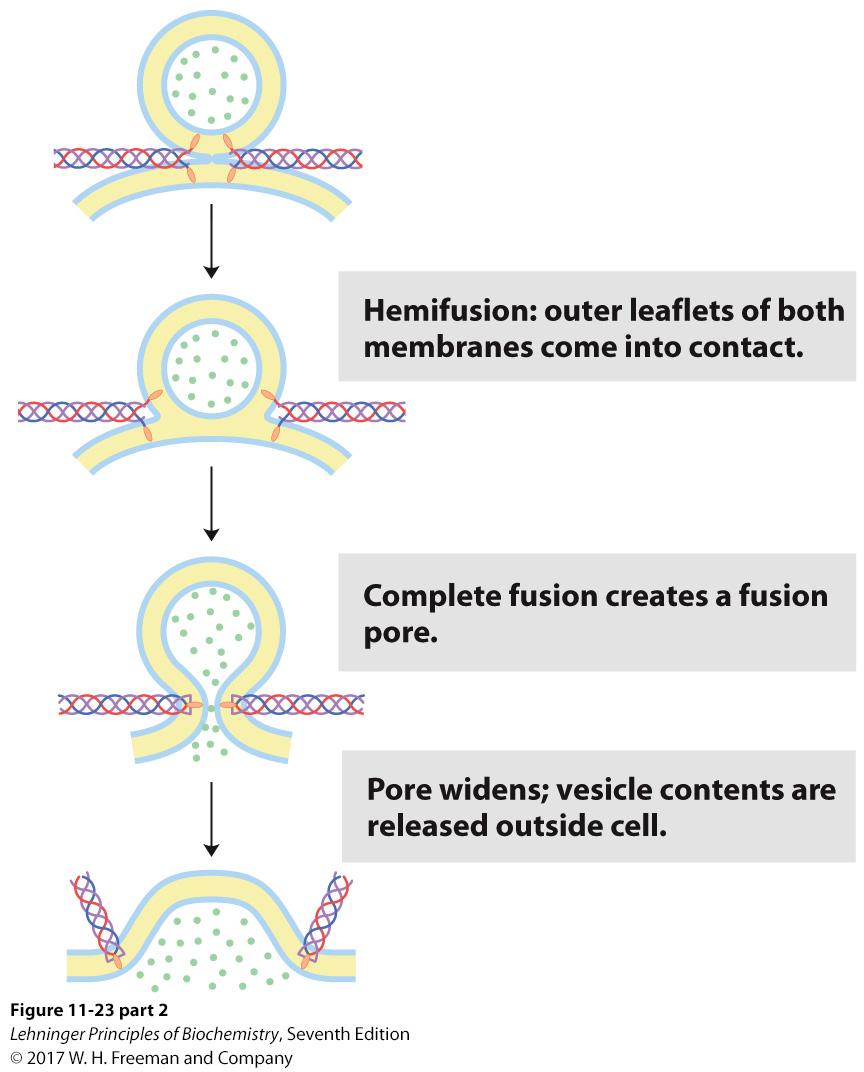 Hemifusion: outer leaflets of both
membranes come into contact.
Complete fusion creates a fusion
pore.
Pore widens; vesicle contents are
released outside cell.
Figure 11-23 part 2
Lehninger Principles of Biochemistry, Seventh Edition
© 2017 W. H. Freeman and Company